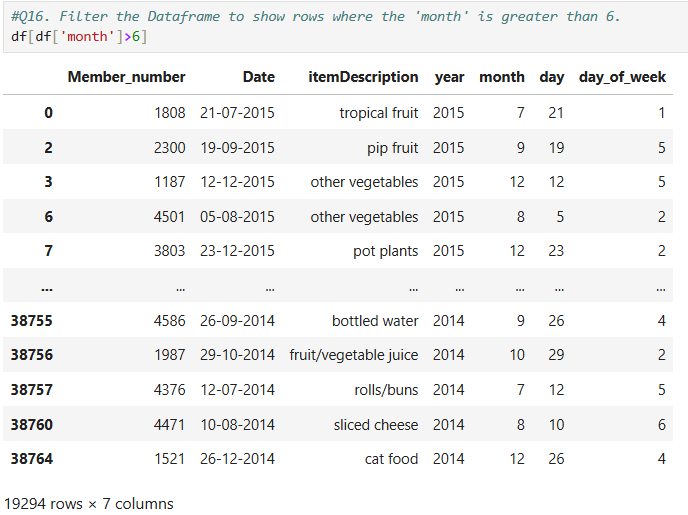 #Q16. Filter the Dataframe to show rows where the 'month' is greater than 6.
df[df['month']>6]
Member_number Date itemDescription year month day day_of_week
0 1808 21-07-2015 tropical fruit 2015 7 21 1
2 2300 19-09-2015 pip fruit 2015 9 19 5
3 1187 12-12-2015 other vegetables 2015 12 12 5
6 4501 05-08-2015 other vegetables 2015 8 5 2
7 3803 23-12-2015 pot plants 2015 12 23 2
... ... ... ... ... ... ... ...
38755 4586 26-09-2014 bottled water 2014 9 26 4
38756 1987 29-10-2014 fruit/vegetable juice 2014 10 29 2
38757 4376 12-07-2014 rolls/buns 2014 7 12 5
38760 4471 10-08-2014 sliced cheese 2014 8 10 6
38764 1521 26-12-2014 cat food 2014 12 26 4
19294 rows × 7 columns